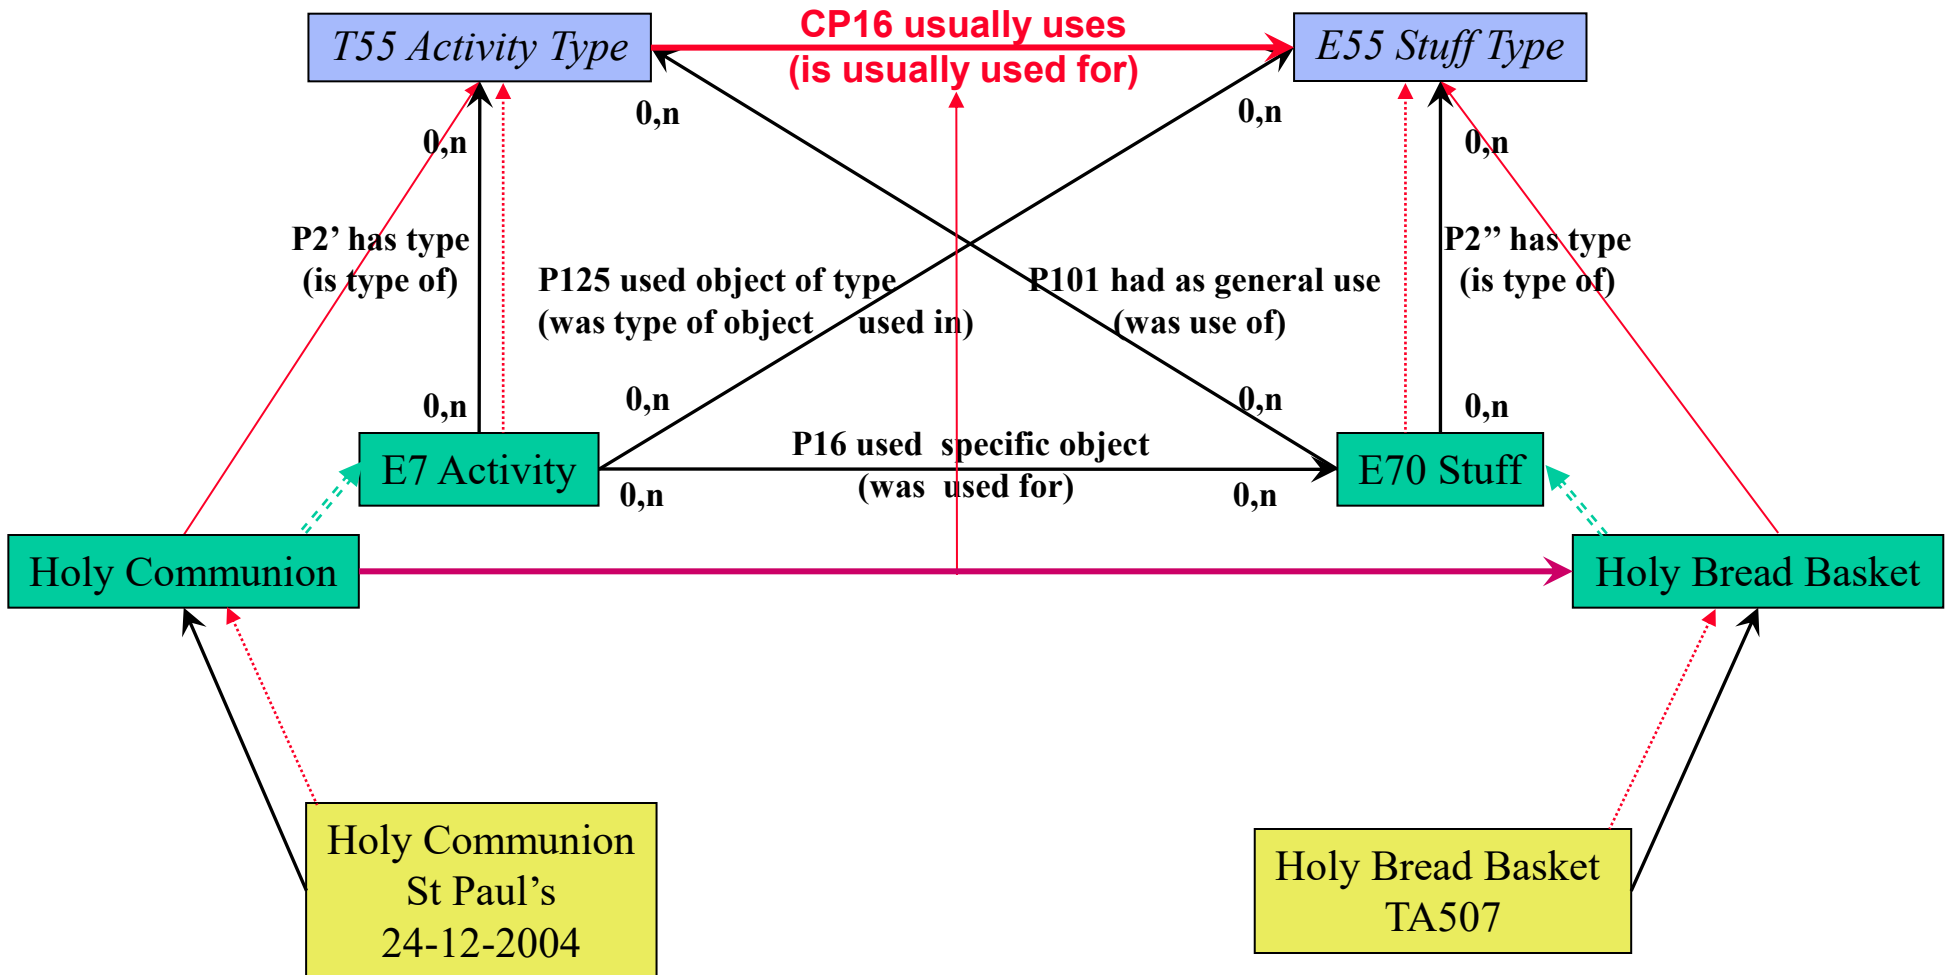 CP16 usually uses
(is usually used for)
T55 Activity Type
E55 Stuff Type
0,n
0,n
0,n
0,n
P2’ has type
(is type of)
P125 used object of type
(was type of object used in)
P101 had as general use
(was use of)
P2” has type
(is type of)
0,n
0,n
0,n
0,n
P16 used specific object
(was used for)
E7 Activity
E70 Stuff
0,n
0,n
Holy Communion
Holy Bread Basket
Holy Communion
St Paul’s
24-12-2004
Holy Bread Basket
TA507